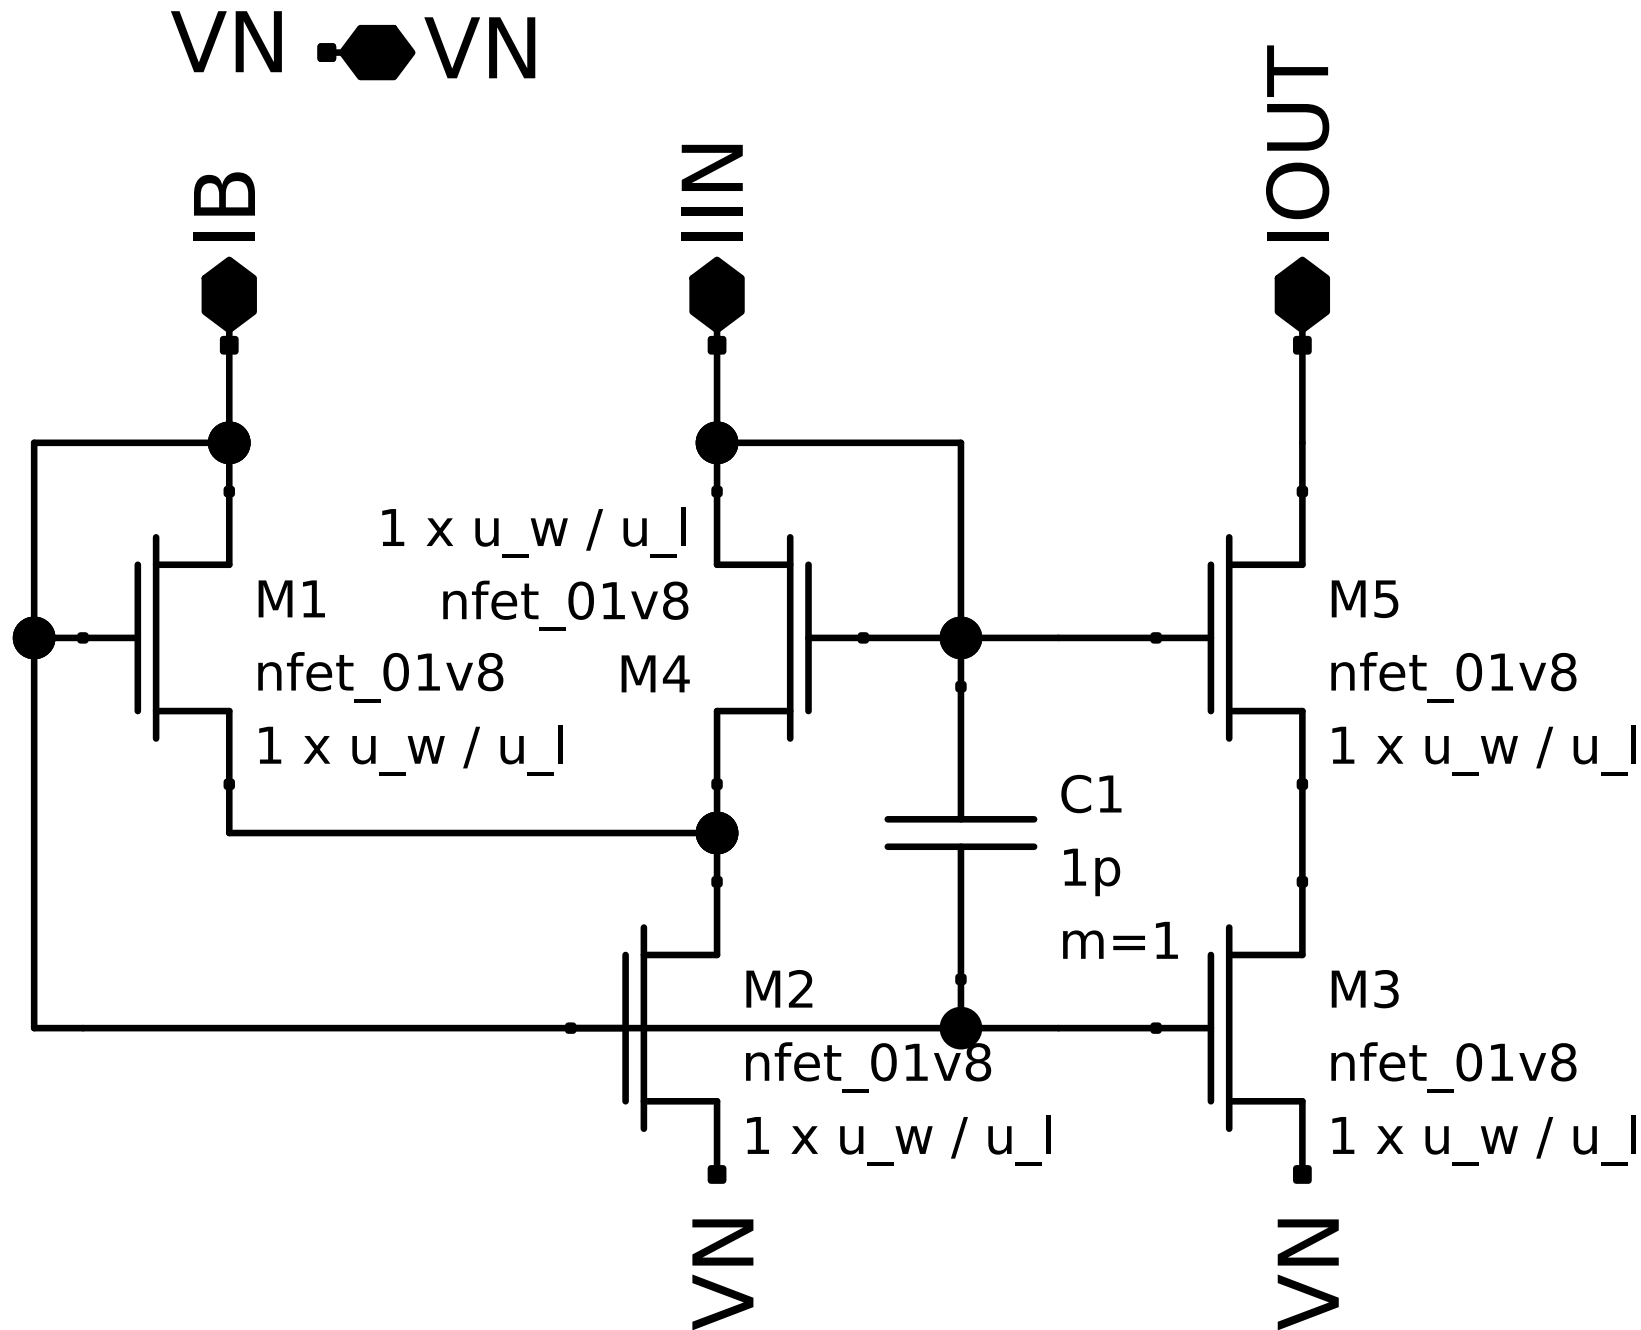 VN VN
IB
IIN
IOUT
1 x u_w / u_l
nfet_01v8
M4
M1
nfet_01v8
1 x u_w / u_l
M5
nfet_01v8
1 x u_w / u_l
C1
1p
m=1
M2
nfet_01v8
1 x u_w / u_l
M3
nfet_01v8
1 x u_w / u_l
VN
VN